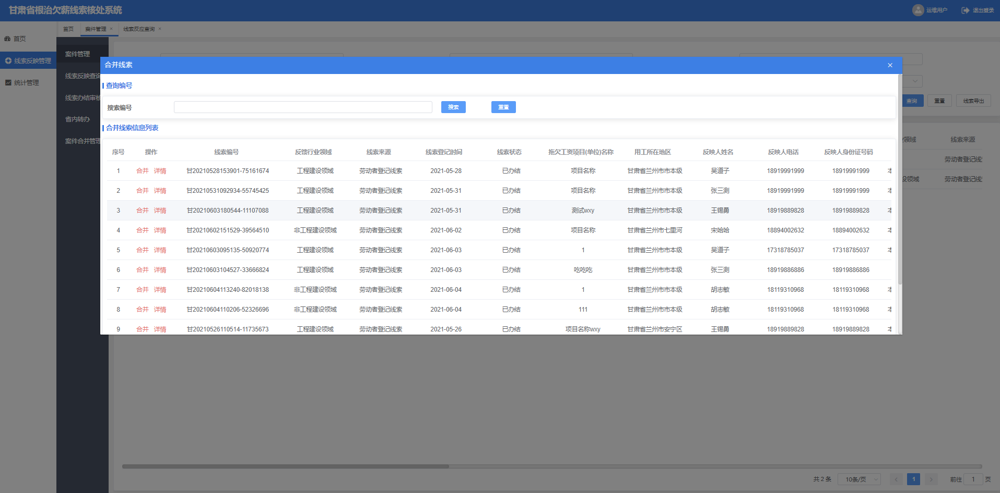 甘肃省根治欠薪线索核处系统
运维用户
退出登录
首页
案件管理 ×
线索反应查询 ×
首页
线索反映管理
统计管理
案件管理
线索反映查询
线索办结审核
省内转办
案件合并管理
查询
重置
线索导出
领域
线索来源
劳动者登记线
设领域
劳动者登记线
合并线索
查询编号
搜索编号
搜索
重置
合并线索信息列表
序号 操作 线索编号 反馈行业领域 线索来源 线索登记时间 线索状态 拖欠工资项目(单位)名称 用工所在地区 反映人姓名 反映人电话 反映人身份证号码
1 合并 详情 甘20210528153901-75161674 工程建设领域 劳动者登记线索 2021-05-28 已办结 项目名称 甘肃省兰州市市本级 吴道子 18919991999 18919991999 本
2 合并 详情 甘20210531092934-55745425 工程建设领域 劳动者登记线索 2021-05-31 已办结 项目名称 甘肃省兰州市市本级 张三测 18919991999 18919991999 本
3 合并 详情 甘20210603180544-11107088 工程建设领域 劳动者登记线索 2021-05-31 已办结 测试wxy 甘肃省兰州市市本级 王锡勇 18919889828 18919889828 本
4 合并 详情 甘20210602151529-39564510 非工程建设领域 劳动者登记线索 2021-06-02 已办结 项目名称 甘肃省兰州市七里河 宋哈哈 18894002632 18894002632 本
5 合并 详情 甘20210603095135-50920774 工程建设领域 劳动者登记线索 2021-06-03 已办结 1 甘肃省兰州市市本级 吴道子 17318785037 17318785037 本
6 合并 详情 甘20210603104527-33666824 工程建设领域 劳动者登记线索 2021-06-03 已办结 吃吃吃 甘肃省兰州市市本级 张三测 18919886886 18919886886
7 合并 详情 甘20210604113240-82018138 非工程建设领域 劳动者登记线索 2021-06-04 已办结 1 甘肃省兰州市市本级 胡志敏 18119310968 18119310968 本
8 合并 详情 甘20210604110206-52326696 非工程建设领域 劳动者登记线索 2021-06-04 已办结 111 甘肃省兰州市市本级 胡志敏 18119310968 18119310968 本
9 合并 详情 甘20210526110514-11735673 工程建设领域 劳动者登记线索 2021-05-26 已办结 项目名称wxy 甘肃省兰州市安宁区 王锡勇 18919889828 18919889828 本
共 2 条 10条/页 1 前往 1 页